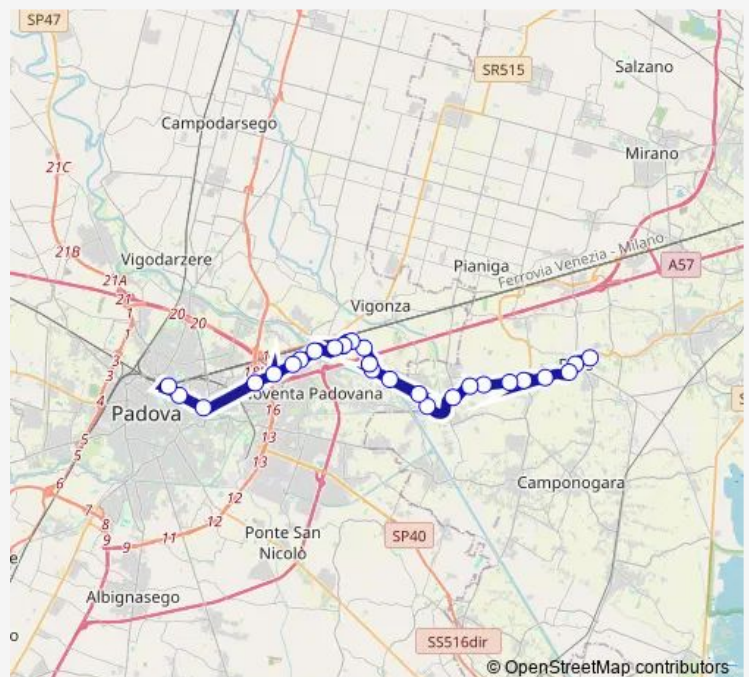 SP47
Salzano
SR515
Campodarsego
Mirano
21C
21B
Vigodarzere
Ferrovia Venezia - Milano
Pianiga
A57
21A
21
20
20
Vigonza
1
1
1
3
3
oventa Padovana
Padova
16
4
5
13
6
13
12
Camponogara
7
8
12
9
9
11
Ponte San
Nicolò
SP40
Albignasego
SS516dir
© OpenStreetMap contributors